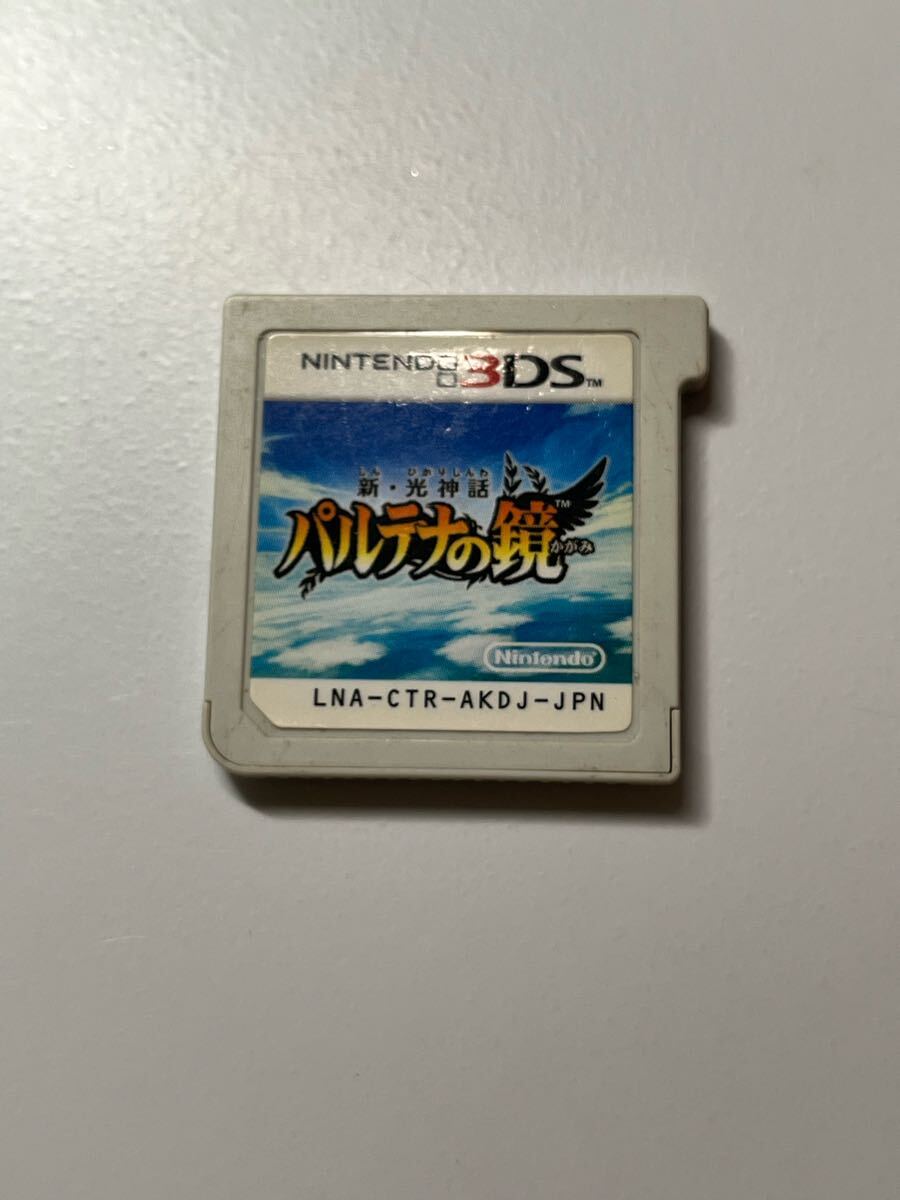 NINTENDO 3DS™
しん ひかりしんわ
新・光神話
パルテナの鏡™
かがみ
Nintendo
LNA-CTR-AKDJ-JPN